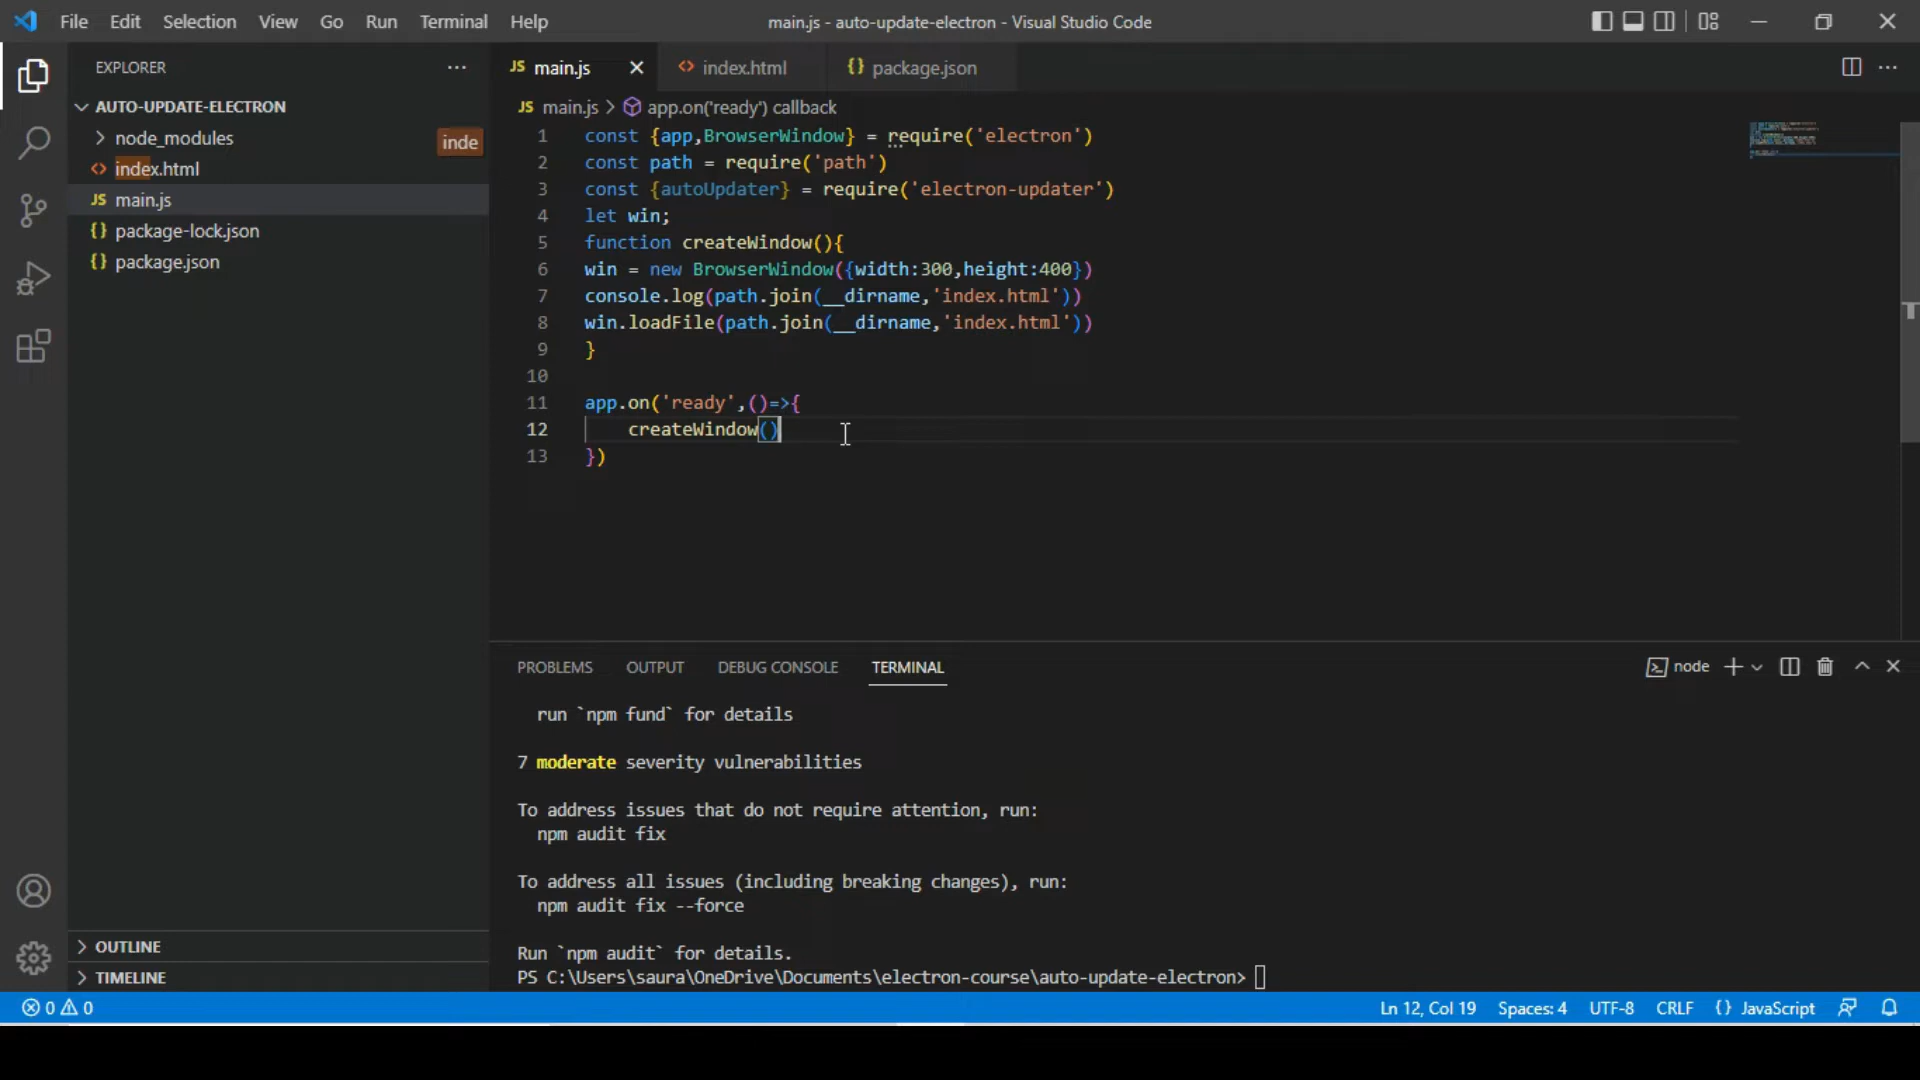 File Edit Selection View Go Run Terminal Help
main.js - auto-update-electron - Visual Studio Code
EXPLORER
AUTO-UPDATE-ELECTRON
node_modules
inde
index.html
JS main.js
{} package-lock.json
{} package.json
OUTLINE
TIMELINE
JS main.js
<> index.html
{} package.json
JS main.js > app.on('ready') callback
1 const {app,BrowserWindow} = require('electron')
2 const path = require('path')
3 const {autoUpdater} = require('electron-updater')
4 let win;
5 function createWindow(){
6 win = new BrowserWindow({width:300,height:400})
7 console.log(path.join(__dirname,'index.html'))
8 win.loadFile(path.join(__dirname,'index.html'))
9 }
10
11 app.on('ready',()=>{
12 createWindow()
13 })
PROBLEMS OUTPUT DEBUG CONSOLE TERMINAL
node
run `npm fund` for details
7 moderate severity vulnerabilities
To address issues that do not require attention, run:
npm audit fix
To address all issues (including breaking changes), run:
npm audit fix --force
Run `npm audit` for details.
PS C:\Users\saura\OneDrive\Documents\electron-course\auto-update-electron>
0 0
Ln 12, Col 19 Spaces: 4 UTF-8 CRLF {} JavaScript